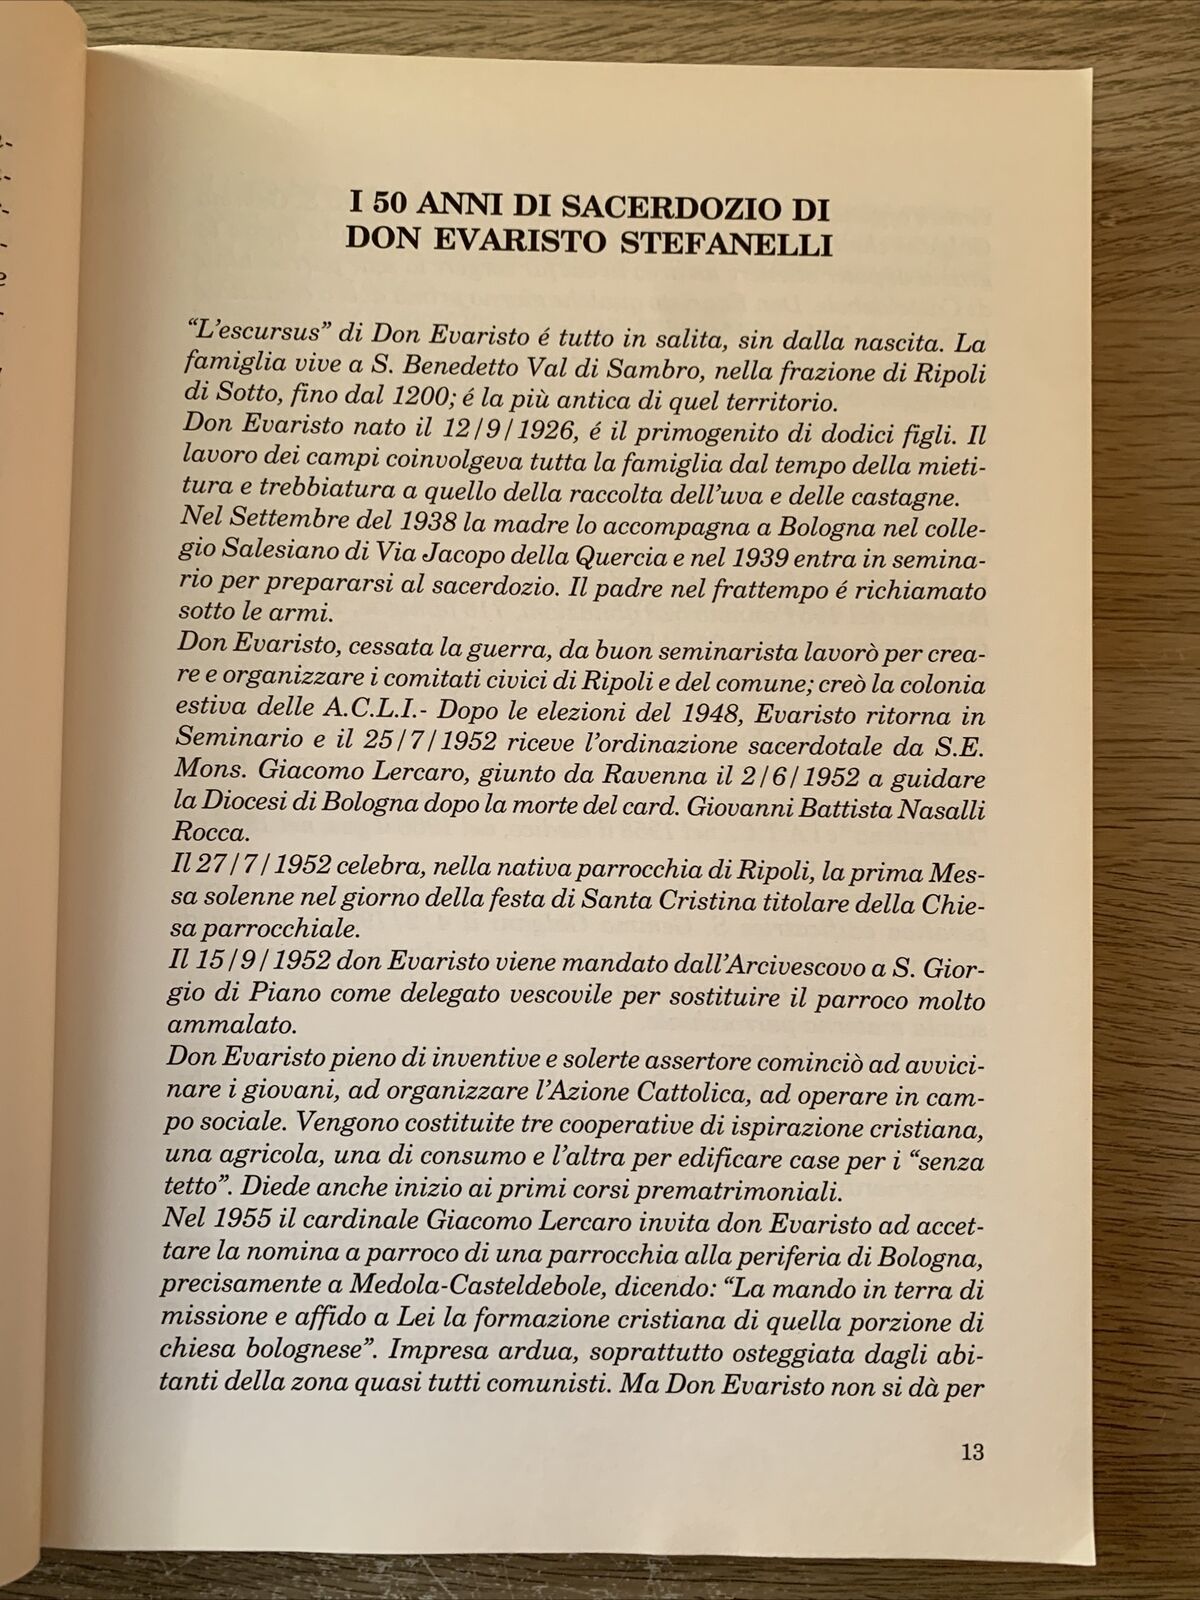 I 50 ANNI DI SACERDOZIO DI
DON EVARISTO STEFANELLI
“L’escursus” di Don Evaristo é tutto in salita, sin dalla nascita. La
famiglia vive a S. Benedetto Val di Sambro, nella frazione di Ripoli
di Sotto, fino dal 1200; é la più antica di quel territorio.
Don Evaristo nato il 12/9/1926, é il primogenito di dodici figli. Il
lavoro dei campi coinvolgeva tutta la famiglia dal tempo della mieti-
tura e trebbiatura a quello della raccolta dell’uva e delle castagne.
Nel Settembre del 1938 la madre lo accompagna a Bologna nel colle-
gio Salesiano di Via Jacopo della Quercia e nel 1939 entra in semina-
rio per prepararsi al sacerdozio. Il padre nel frattempo é richiamato
sotto le armi.
Don Evaristo, cessata la guerra, da buon seminarista lavorò per crea-
re e organizzare i comitati civici di Ripoli e del comune; creò la colonia
estiva delle A.C.L.I.- Dopo le elezioni del 1948, Evaristo ritorna in
Seminario e il 25/7/1952 riceve l’ordinazione sacerdotale da S.E.
Mons. Giacomo Lercaro, giunto da Ravenna il 2/6/1952 a guidare
la Diocesi di Bologna dopo la morte del card. Giovanni Battista Nasalli
Rocca.
Il 27/7/1952 celebra, nella nativa parrocchia di Ripoli, la prima Mes-
sa solenne nel giorno della festa di Santa Cristina titolare della Chie-
sa parrocchiale.
Il 15/9/1952 don Evaristo viene mandato dall’Arcivescovo a S. Gior-
gio di Piano come delegato vescovile per sostituire il parroco molto
ammalato.
Don Evaristo pieno di inventive e solerte assertore cominciò ad avvici-
nare i giovani, ad organizzare l’Azione Cattolica, ad operare in cam-
po sociale. Vengono costituite tre cooperative di ispirazione cristiana,
una agricola, una di consumo e l’altra per edificare case per i “senza
tetto”. Diede anche inizio ai primi corsi prematrimoniali.
Nel 1955 il cardinale Giacomo Lercaro invita don Evaristo ad accet-
tare la nomina a parroco di una parrocchia alla periferia di Bologna,
precisamente a Medola-Casteldebole, dicendo: “La mando in terra di
missione e affido a Lei la formazione cristiana di quella porzione di
chiesa bolognese”. Impresa ardua, soprattutto osteggiata dagli abi-
tanti della zona quasi tutti comunisti. Ma Don Evaristo non si dà per
13